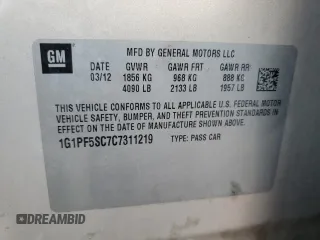 GM
MFD BY GENERAL MOTORS LLC
DATE GVWR GAWR FRT GAWR RR
03/12 1856 KG 968 KG 888 KG
4090 LB 2133 LB 1957 LB
THIS VEHICLE CONFORMS TO ALL APPLICABLE U.S. FEDERAL MOTOR
VEHICLE SAFETY, BUMPER, AND THEFT PREVENTION STANDARDS
IN EFFECT ON THE DATE OF MANUFACTURE SHOWN ABOVE.
1G1PF5SC7C7311219 TYPE: PASS CAR
DREAMBID